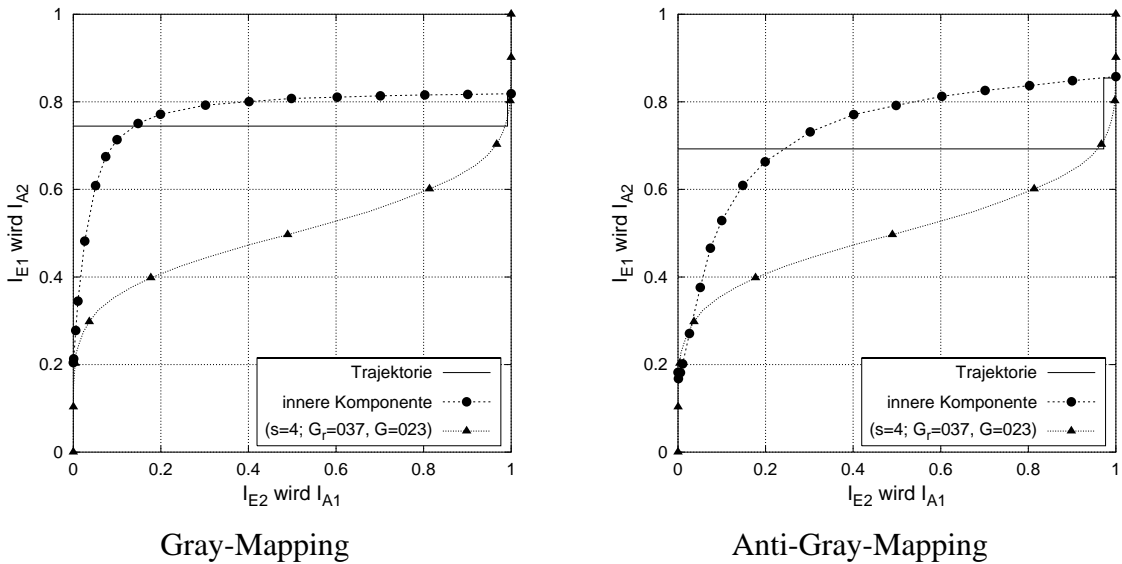 1
0.8
0.6
0.4
0.2
0
0
0.2
0.4
0.6
0.8
1
I_E1 wird I_A2
I_E2 wird I_A1
Trajektorie
innere Komponente
(s=4; G_r=037, G=023)
Gray-Mapping
1
0.8
0.6
0.4
0.2
0
0
0.2
0.4
0.6
0.8
1
I_E1 wird I_A2
I_E2 wird I_A1
Trajektorie
innere Komponente
(s=4; G_r=037, G=023)
Anti-Gray-Mapping